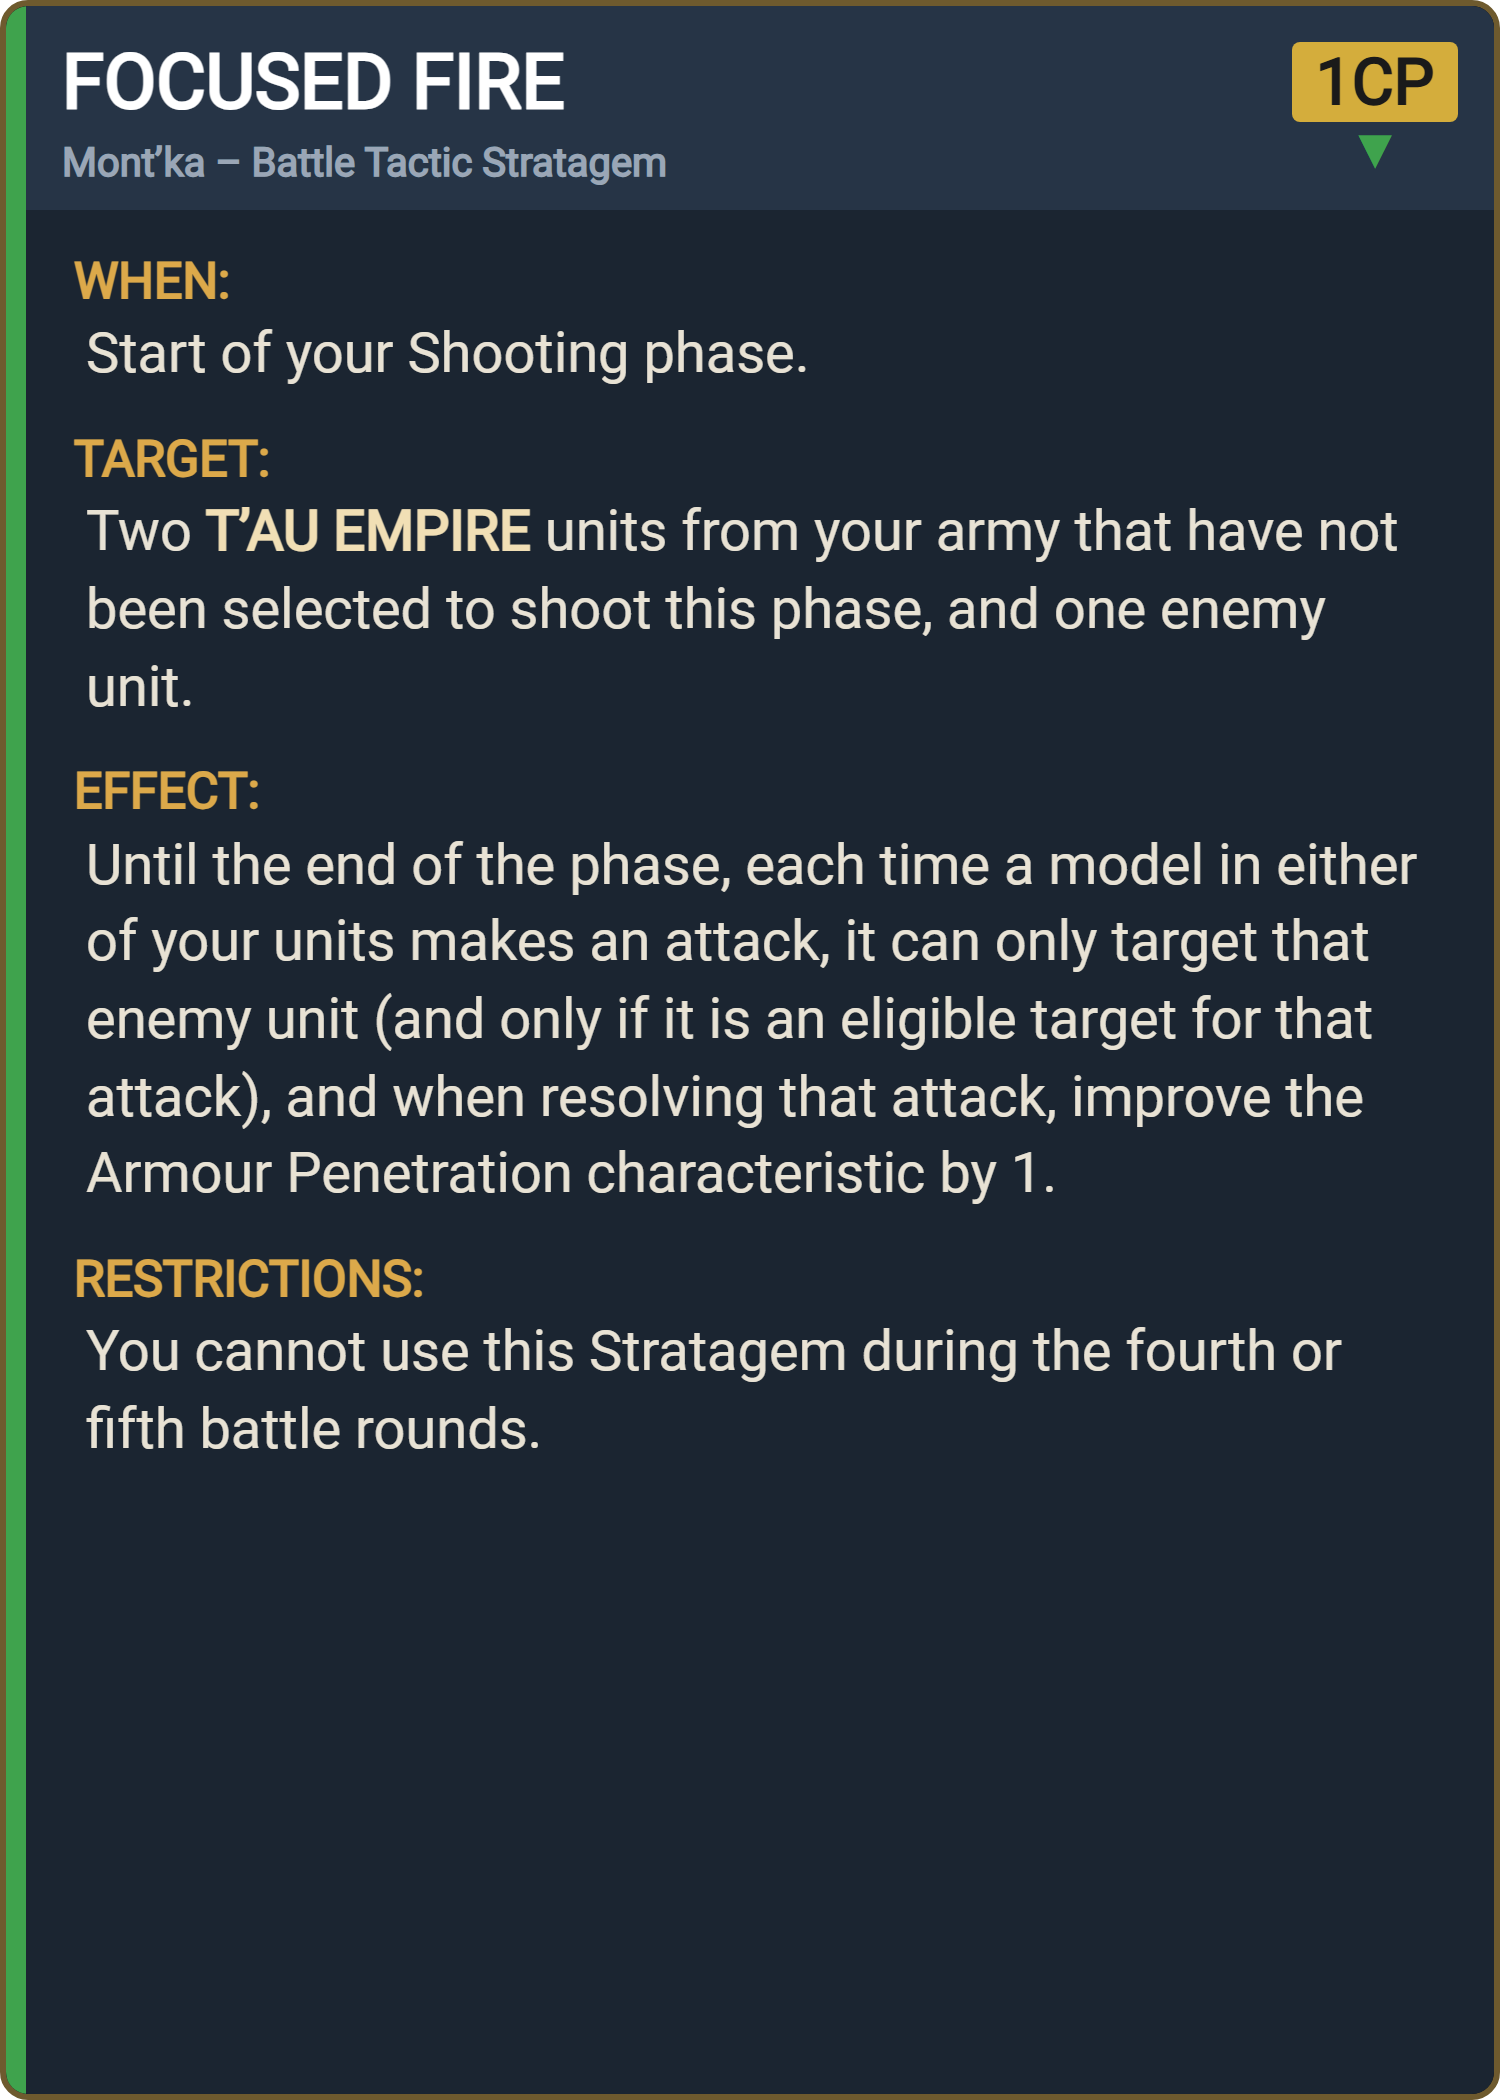 FOCUSED FIRE
1CP
Mont’ka – Battle Tactic Stratagem
WHEN:
Start of your Shooting phase.
TARGET:
Two T’AU EMPIRE units from your army that have not
been selected to shoot this phase, and one enemy
unit.
EFFECT:
Until the end of the phase, each time a model in either
of your units makes an attack, it can only target that
enemy unit (and only if it is an eligible target for that
attack), and when resolving that attack, improve the
Armour Penetration characteristic by 1.
RESTRICTIONS:
You cannot use this Stratagem during the fourth or
fifth battle rounds.